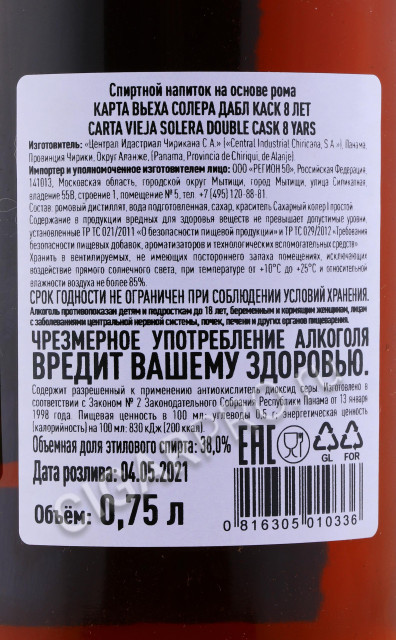 Спиртной напиток на основе рома
КАРТА ВЬЕХА СОЛЕРА ДАБЛ КАСК 8 ЛЕТ
CARTA VIEJA SOLERA DOUBLE CASK 8 YARS
Изготовитель: «Централ Идастриал Чирикана С.А.» («Central Industrial Chiricana, S.A.»), Панама,
Провинция Чирики, Округ Аланже, (Panama, Provincia de Chiriqui, de Alanje).
Импортер и уполномоченное изготовителем лицо: ООО «РЕГИОН 50», Российская Федерация,
141013, Московская область, городской округ Мытищи, город Мытищи, улица Силикатная,
владение 55В, строение 1, помещение № 5, тел. +7 (495) 120-88-81.
Состав: ромовый дистиллят, вода подготовленная, сахар, краситель Сахарный колер I простой.
Содержание в продукции вредных для здоровья веществ не превышает допустимые уровни,
установленные ТР ТС 021/2011 «О безопасности пищевой продукции» и ТР ТС 029/2012 «Требования
безопасности пищевых добавок, ароматизаторов и технологических вспомогательных средств»
Хранить в вентилируемых, не имеющих постороннего запаха помещениях, исключающих
воздействие прямого солнечного света, при температуре от +10°С до +25°С и относительной
влажности воздуха не более 85%.
СРОК ГОДНОСТИ НЕ ОГРАНИЧЕН ПРИ СОБЛЮДЕНИИ УСЛОВИЙ ХРАНЕНИЯ.
Алкоголь противопоказан детям и подросткам до 18 лет, беременным и кормящим женщинам, лицам
с заболеваниями центральной нервной системы, почек, печени и других органов пищеварения.
ЧРЕЗМЕРНОЕ УПОТРЕБЛЕНИЕ АЛКОГОЛЯ
ВРЕДИТ ВАШЕМУ ЗДОРОВЬЮ.
Содержит разрешенный к применению антиокислитель диоксид серы. Изготовлено в
соответствии с Законом № 2 Законодательного Собрания Республики Панама от 13 января
1998 года. Пищевая ценность в 100 мл: углеводы 0,5 г, энергетическая ценность
(калорийность) на 100 мл: 830 кДж (200 ккал).
Объемная доля этилового спирта: 38,0%
Дата розлива: 04.05.2021
Объём: 0,75 л
EAC
GL FOR
0 816305 010336